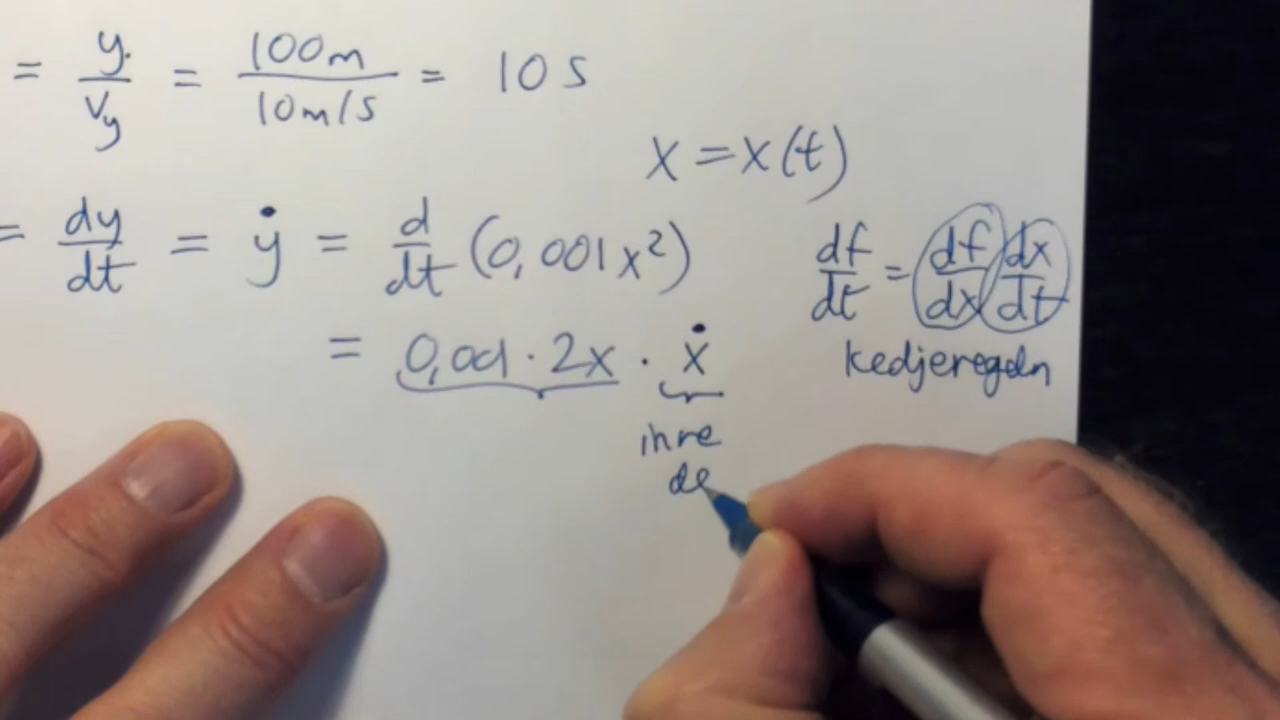 = y/v_y = 100m/10m/s = 10 s
x = x(t)
= dy/dt = ẏ = d/dt (0,001x²)
df/dt = df/dx dx/dt
= 0,001 · 2x · ẋ
kedjeregeln
inre
de